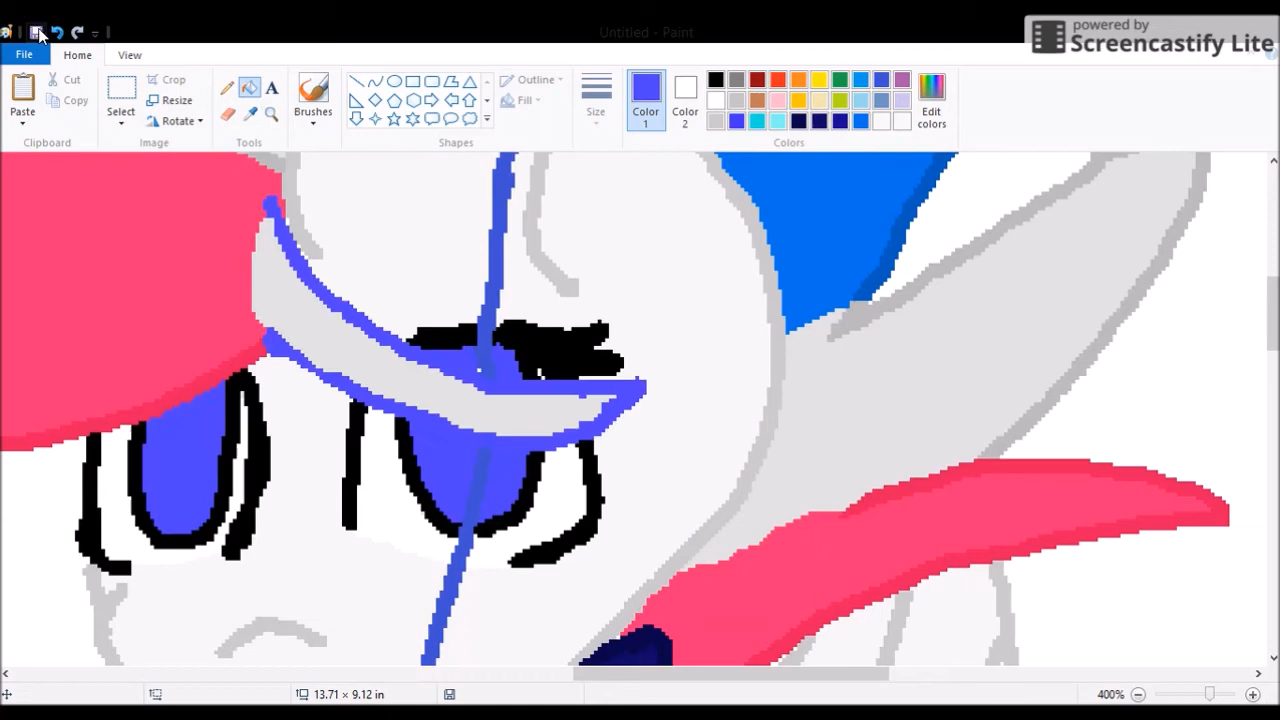 powered by
Screencastify Lite
Untitled - Paint
File Home View
Paste
Cut
Copy
Clipboard
Select
Crop
Resize
Rotate
Image
A
Tools
Brushes
Outline
Fill
Shapes
Size
Color 1
Color 2
Edit colors
Colors
13.71 × 9.12 in
400%